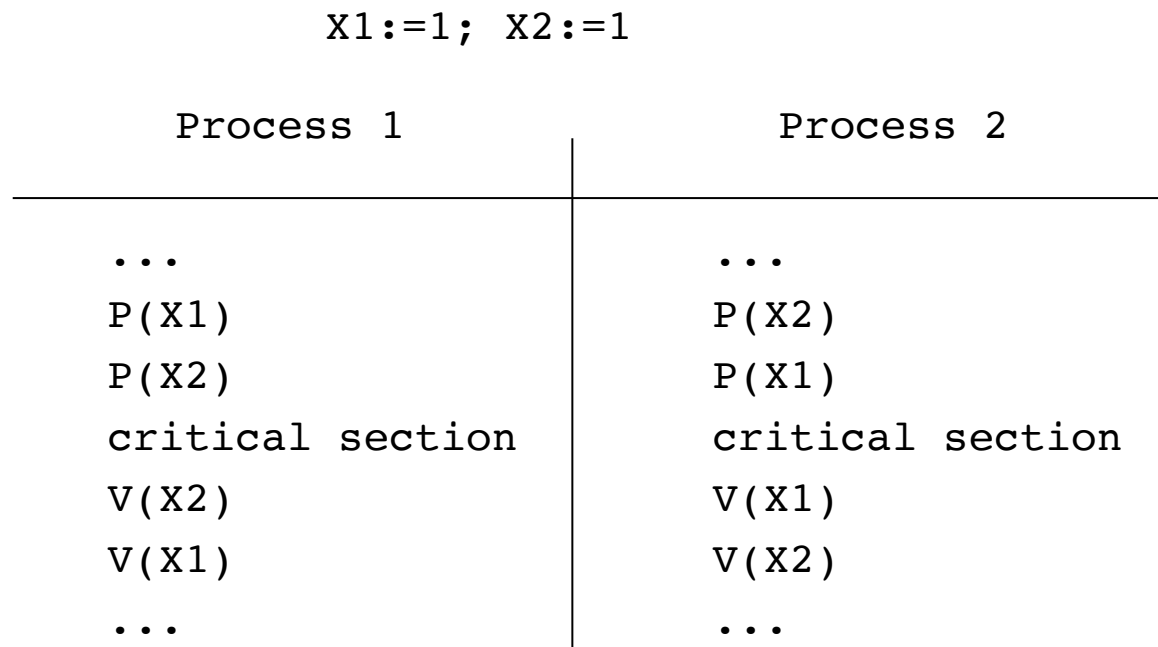 X1:=1; X2:=1
Process 1
Process 2
...
P(X1)
P(X2)
critical section
V(X2)
V(X1)
...
...
P(X2)
P(X1)
critical section
V(X1)
V(X2)
...